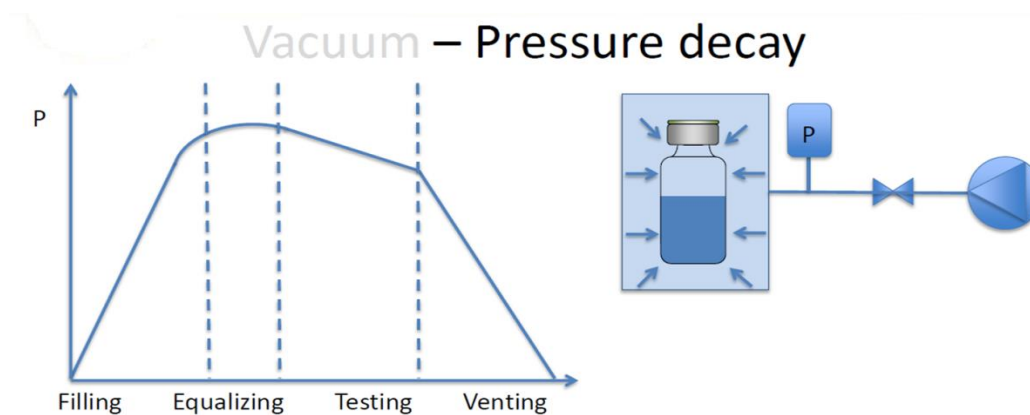 Vacuum – Pressure decay
P
P
Filling Equalizing Testing Venting